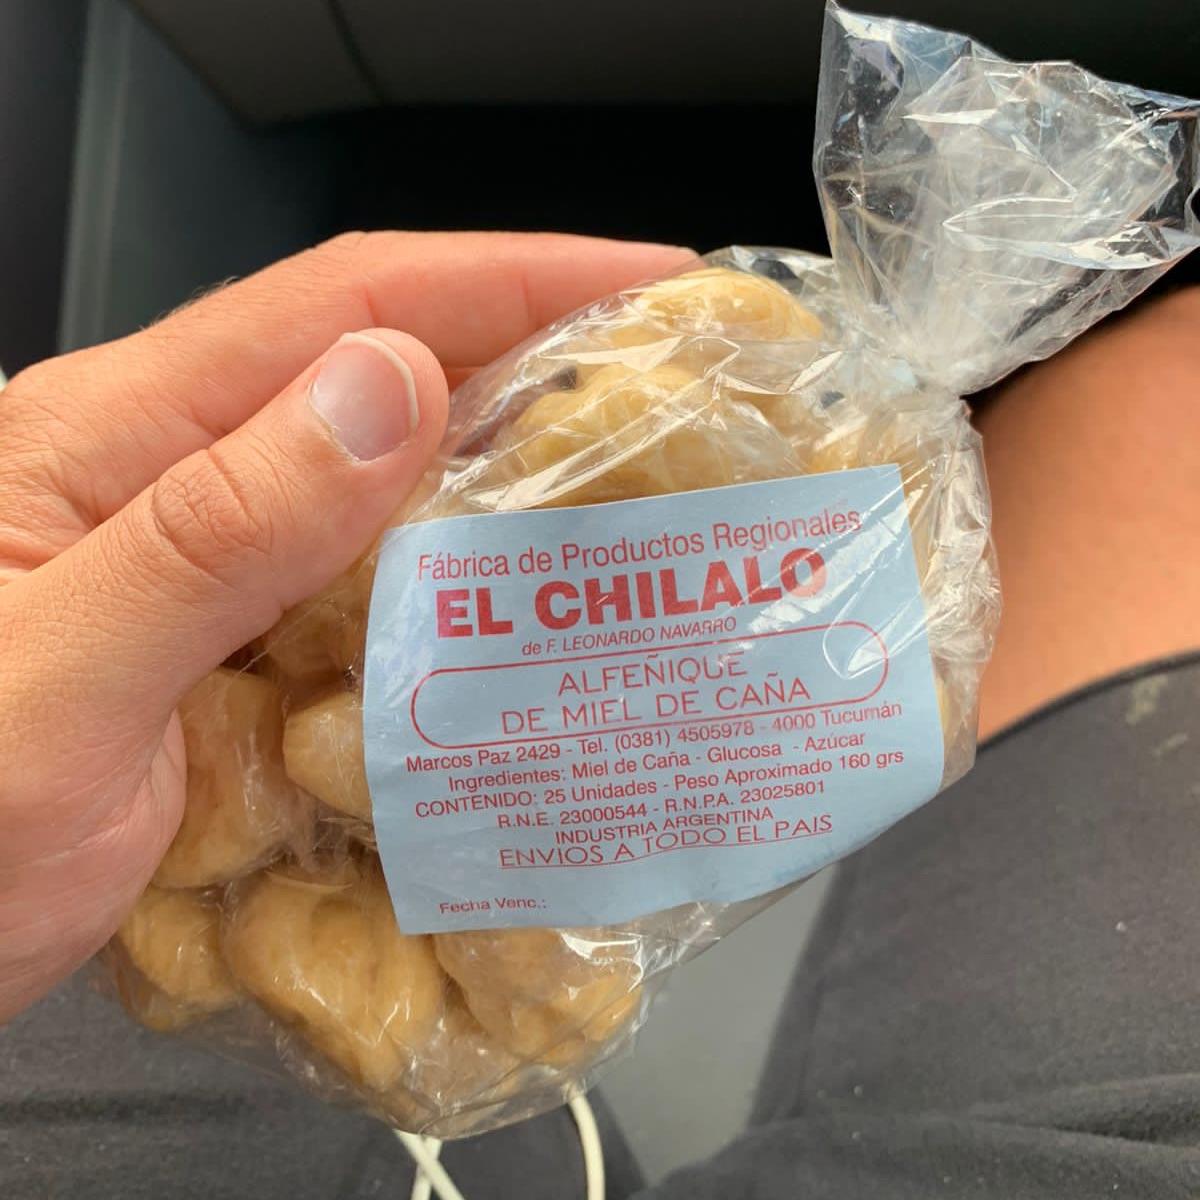 Fábrica de Productos Regionales
EL CHILALO
de F. LEONARDO NAVARRO
ALFEÑIQUE
DE MIEL DE CAÑA
Marcos Paz 2429 - Tel. (0381) 4505978 - 4000 Tucumán
Ingredientes: Miel de Caña - Glucosa - Azúcar
CONTENIDO: 25 Unidades - Peso Aproximado 160 grs
R.N.E. 23000544 - R.N.P.A. 23025801
INDUSTRIA ARGENTINA
ENVIOS A TODO EL PAIS
Fecha Venc.: